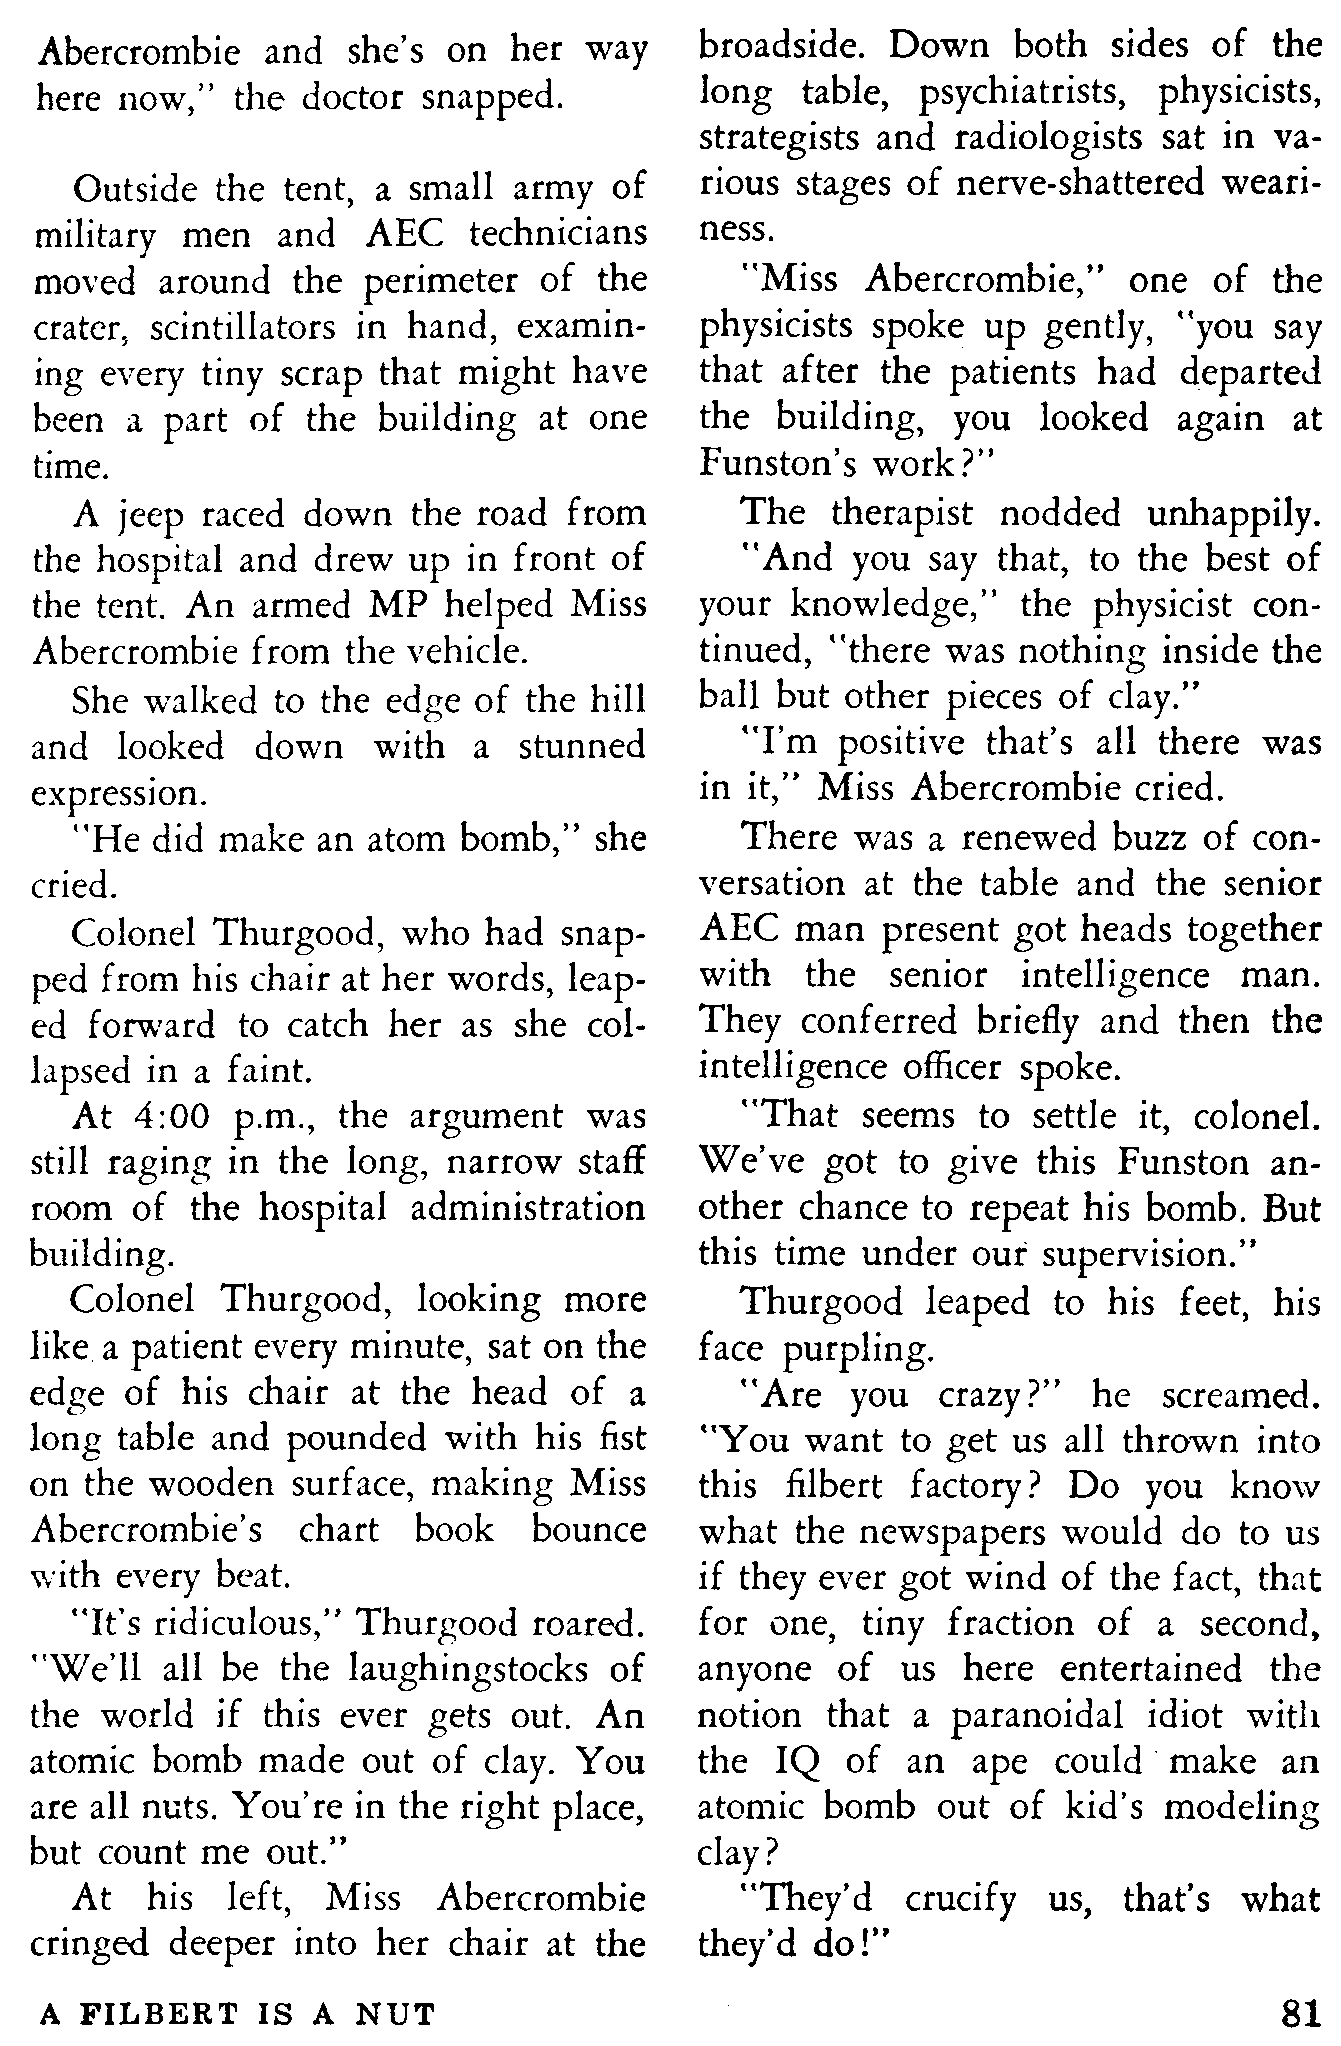 Abercrombie and she's on her way
here now," the doctor snapped.
Outside the tent, a small army of
military men and AEC technicians
moved around the perimeter of the
crater, scintillators in hand, examin-
ing every tiny scrap that might have
been a part of the building at one
time.
A jeep raced down the road from
the hospital and drew up in front of
the tent. An armed MP helped Miss
Abercrombie from the vehicle.
She walked to the edge of the hill
and looked down with a stunned
expression.
"He did make an atom bomb," she
cried.
Colonel Thurgood, who had snap-
ped from his chair at her words, leap-
ed forward to catch her as she col-
lapsed in a faint.
At 4:00 p.m., the argument was
still raging in the long, narrow staff
room of the hospital administration
building.
Colonel Thurgood, looking more
like a patient every minute, sat on the
edge of his chair at the head of a
long table and pounded with his fist
on the wooden surface, making Miss
Abercrombie's chart book bounce
with every beat.
"It's ridiculous," Thurgood roared.
"We'll all be the laughingstocks of
the world if this ever gets out. An
atomic bomb made out of clay. You
are all nuts. You're in the right place,
but count me out."
At his left, Miss Abercrombie
cringed deeper into her chair at the
broadside. Down both sides of the
long table, psychiatrists, physicists,
strategists and radiologists sat in va-
rious stages of nerve-shattered weari-
ness.
"Miss Abercrombie," one of the
physicists spoke up gently, "you say
that after the patients had departed
the building, you looked again at
Funston's work?"
The therapist nodded unhappily.
"And you say that, to the best of
your knowledge," the physicist con-
tinued, "there was nothing inside the
ball but other pieces of clay."
"I'm positive that's all there was
in it," Miss Abercrombie cried.
There was a renewed buzz of con-
versation at the table and the senior
AEC man present got heads together
with the senior intelligence man.
They conferred briefly and then the
intelligence officer spoke.
"That seems to settle it, colonel.
We've got to give this Funston an-
other chance to repeat his bomb. But
this time under our supervision."
Thurgood leaped to his feet, his
face purpling.
"Are you crazy?" he screamed.
"You want to get us all thrown into
this filbert factory? Do you know
what the newspapers would do to us
if they ever got wind of the fact, that
for one, tiny fraction of a second,
anyone of us here entertained the
notion that a paranoidal idiot with
the IQ of an ape could make an
atomic bomb out of kid's modeling
clay?
"They'd crucify us, that's what
they'd do!"
A FILBERT IS A NUT
81